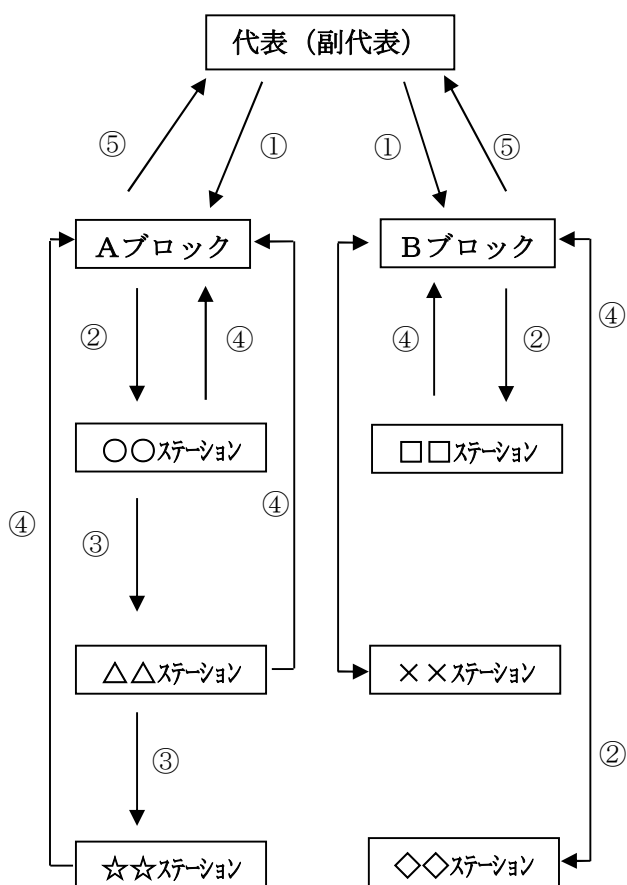 代表（副代表）
⑤
①
①
⑤
Aブロック
Bブロック
②
④
④
②
④
○○ステーション
□□ステーション
④
③
④
△△ステーション
××ステーション
③
②
☆☆ステーション
◇◇ステーション